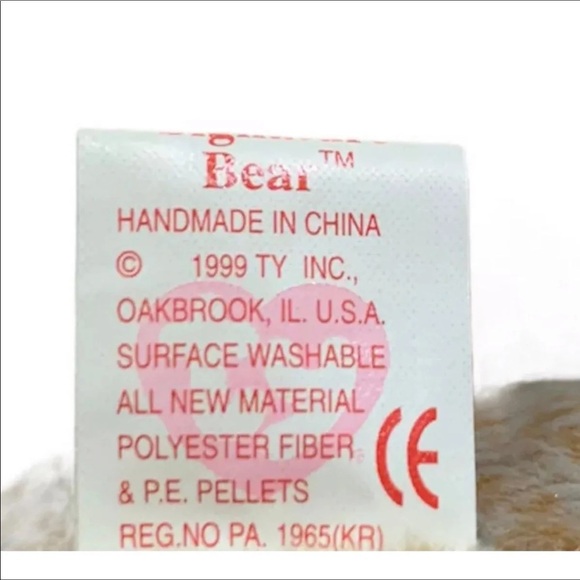 Bear™
HANDMADE IN CHINA
© 1999 TY INC.,
OAKBROOK, IL. U.S.A.
SURFACE WASHABLE
ALL NEW MATERIAL
POLYESTER FIBER
& P.E. PELLETS
CE
REG.NO PA. 1965(KR)